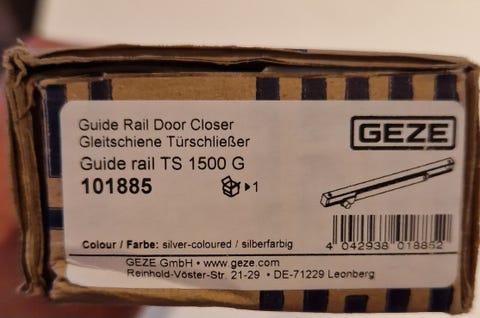 Guide Rail Door Closer
Gleitschiene Türschließer
Guide rail TS 1500 G
101885
1
GEZE
Colour / Farbe: silver-coloured / silberfarbig
4 042938 018852
GEZE GmbH • www.geze.com
Reinhold-Vöster-Str. 21-29 • DE-71229 Leonberg